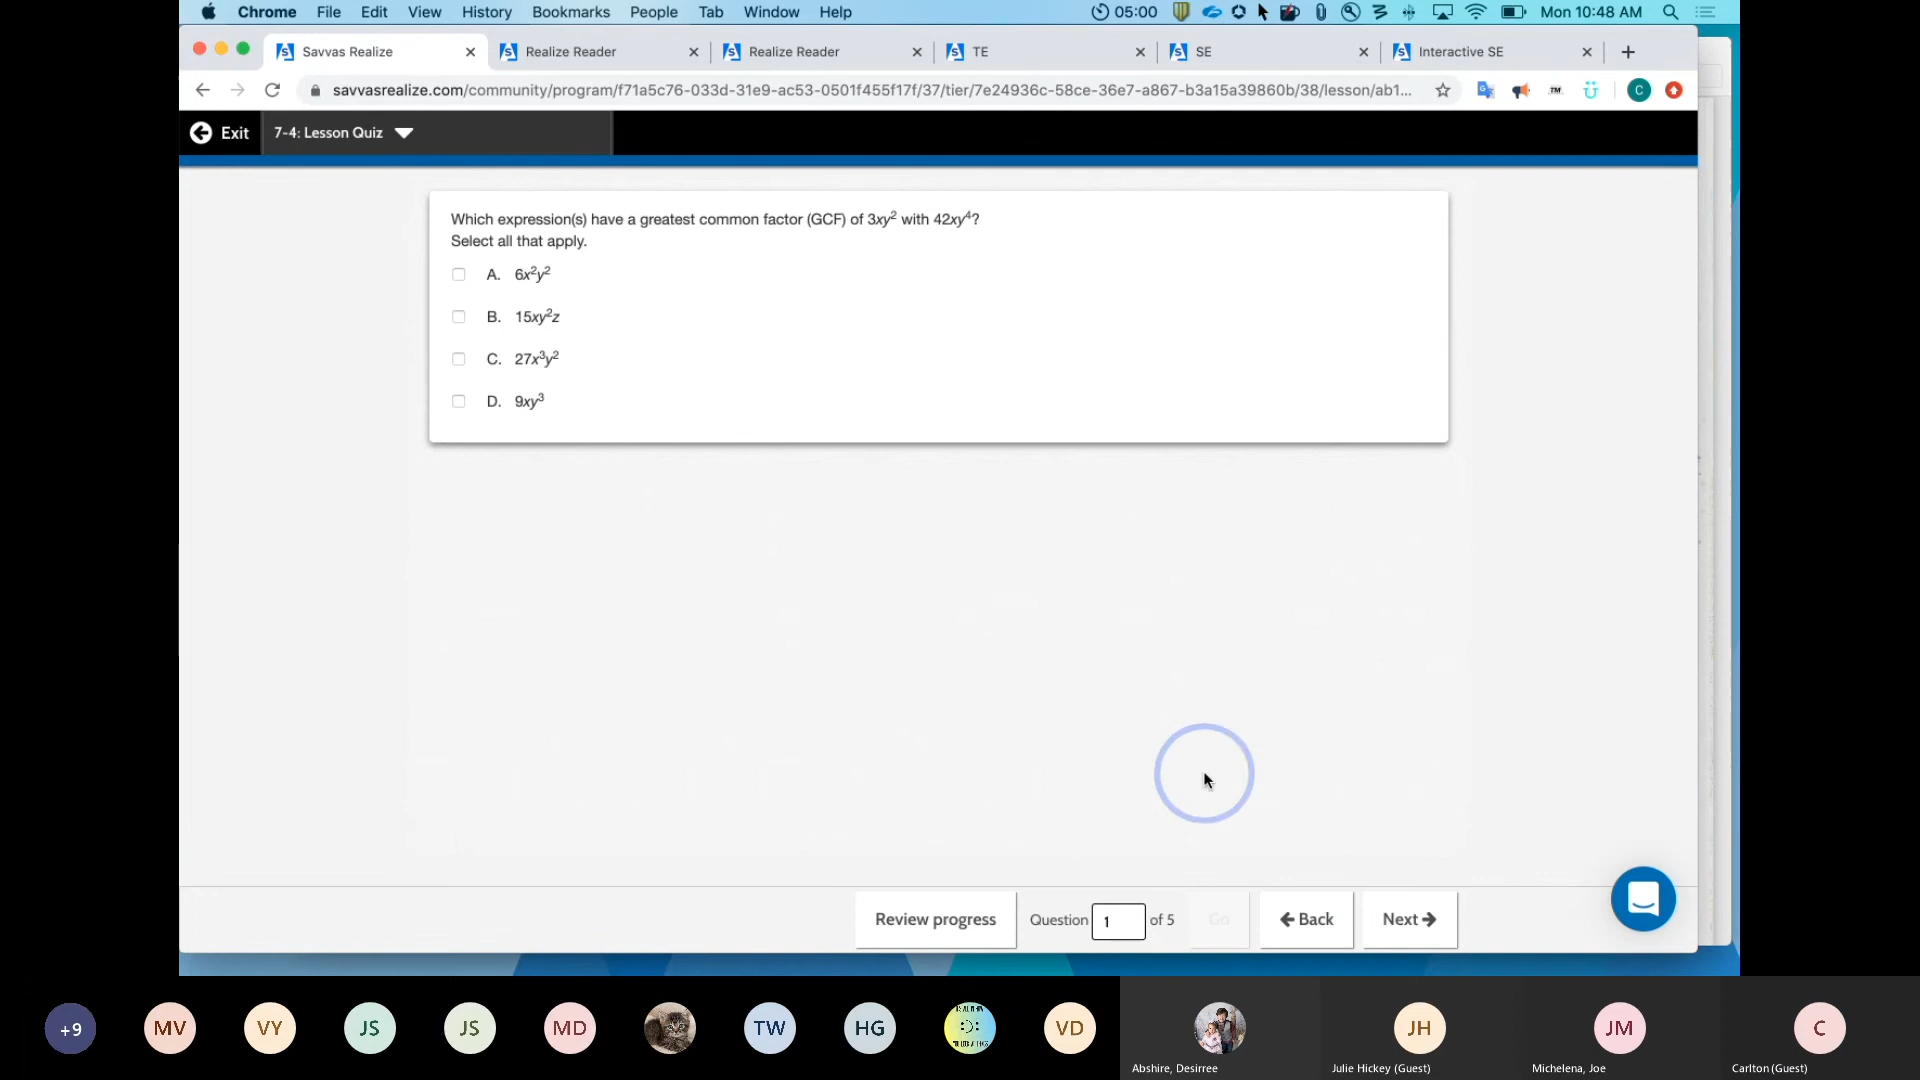 Chrome File Edit View History Bookmarks People Tab Window Help 05:00 Mon 10:48 AM
Savvas Realize Realize Reader Realize Reader TE SE Interactive SE
savvasrealize.com/community/program/f71a5c76-033d-31e9-ac53-0501f455f17f/37/tier/7e24936c-58ce-36e7-a867-b3a15a39860b/38/lesson/ab1... TM C
Exit 7-4: Lesson Quiz
Which expression(s) have a greatest common factor (GCF) of 3xy² with 42xy⁴?
Select all that apply.
A. 6x²y²
B. 15xy²z
C. 27x³y²
D. 9xy³
Review progress Question 1 of 5 Go Back Next
+9 MV VY JS JS MD TW HG VD JH JM C
Abshire, Desirree Julie Hickey (Guest) Michelena, Joe Carlton (Guest)